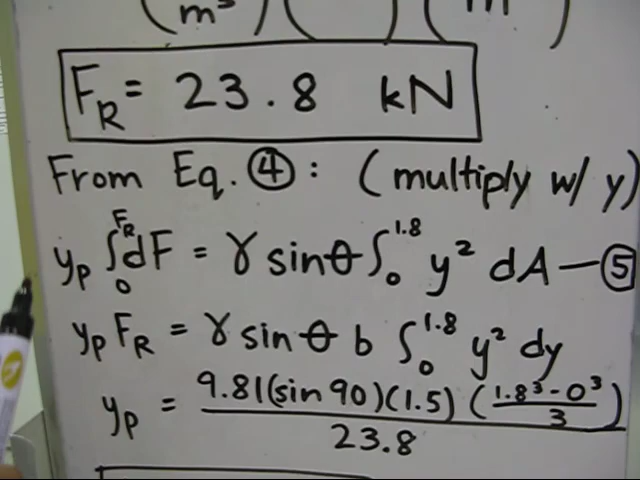 (m³)( )(m )
F_R = 23.8 kN
From Eq. ④: (multiply w/ y)
y_p ∫₀^{F_R} dF = γ sinθ ∫₀^{1.8} y² dA — ⑤
y_p F_R = γ sin θ b ∫₀^{1.8} y² dy
y_p = 9.81(sin 90)(1.5) ((1.8³ - 0³)/3) / 23.8